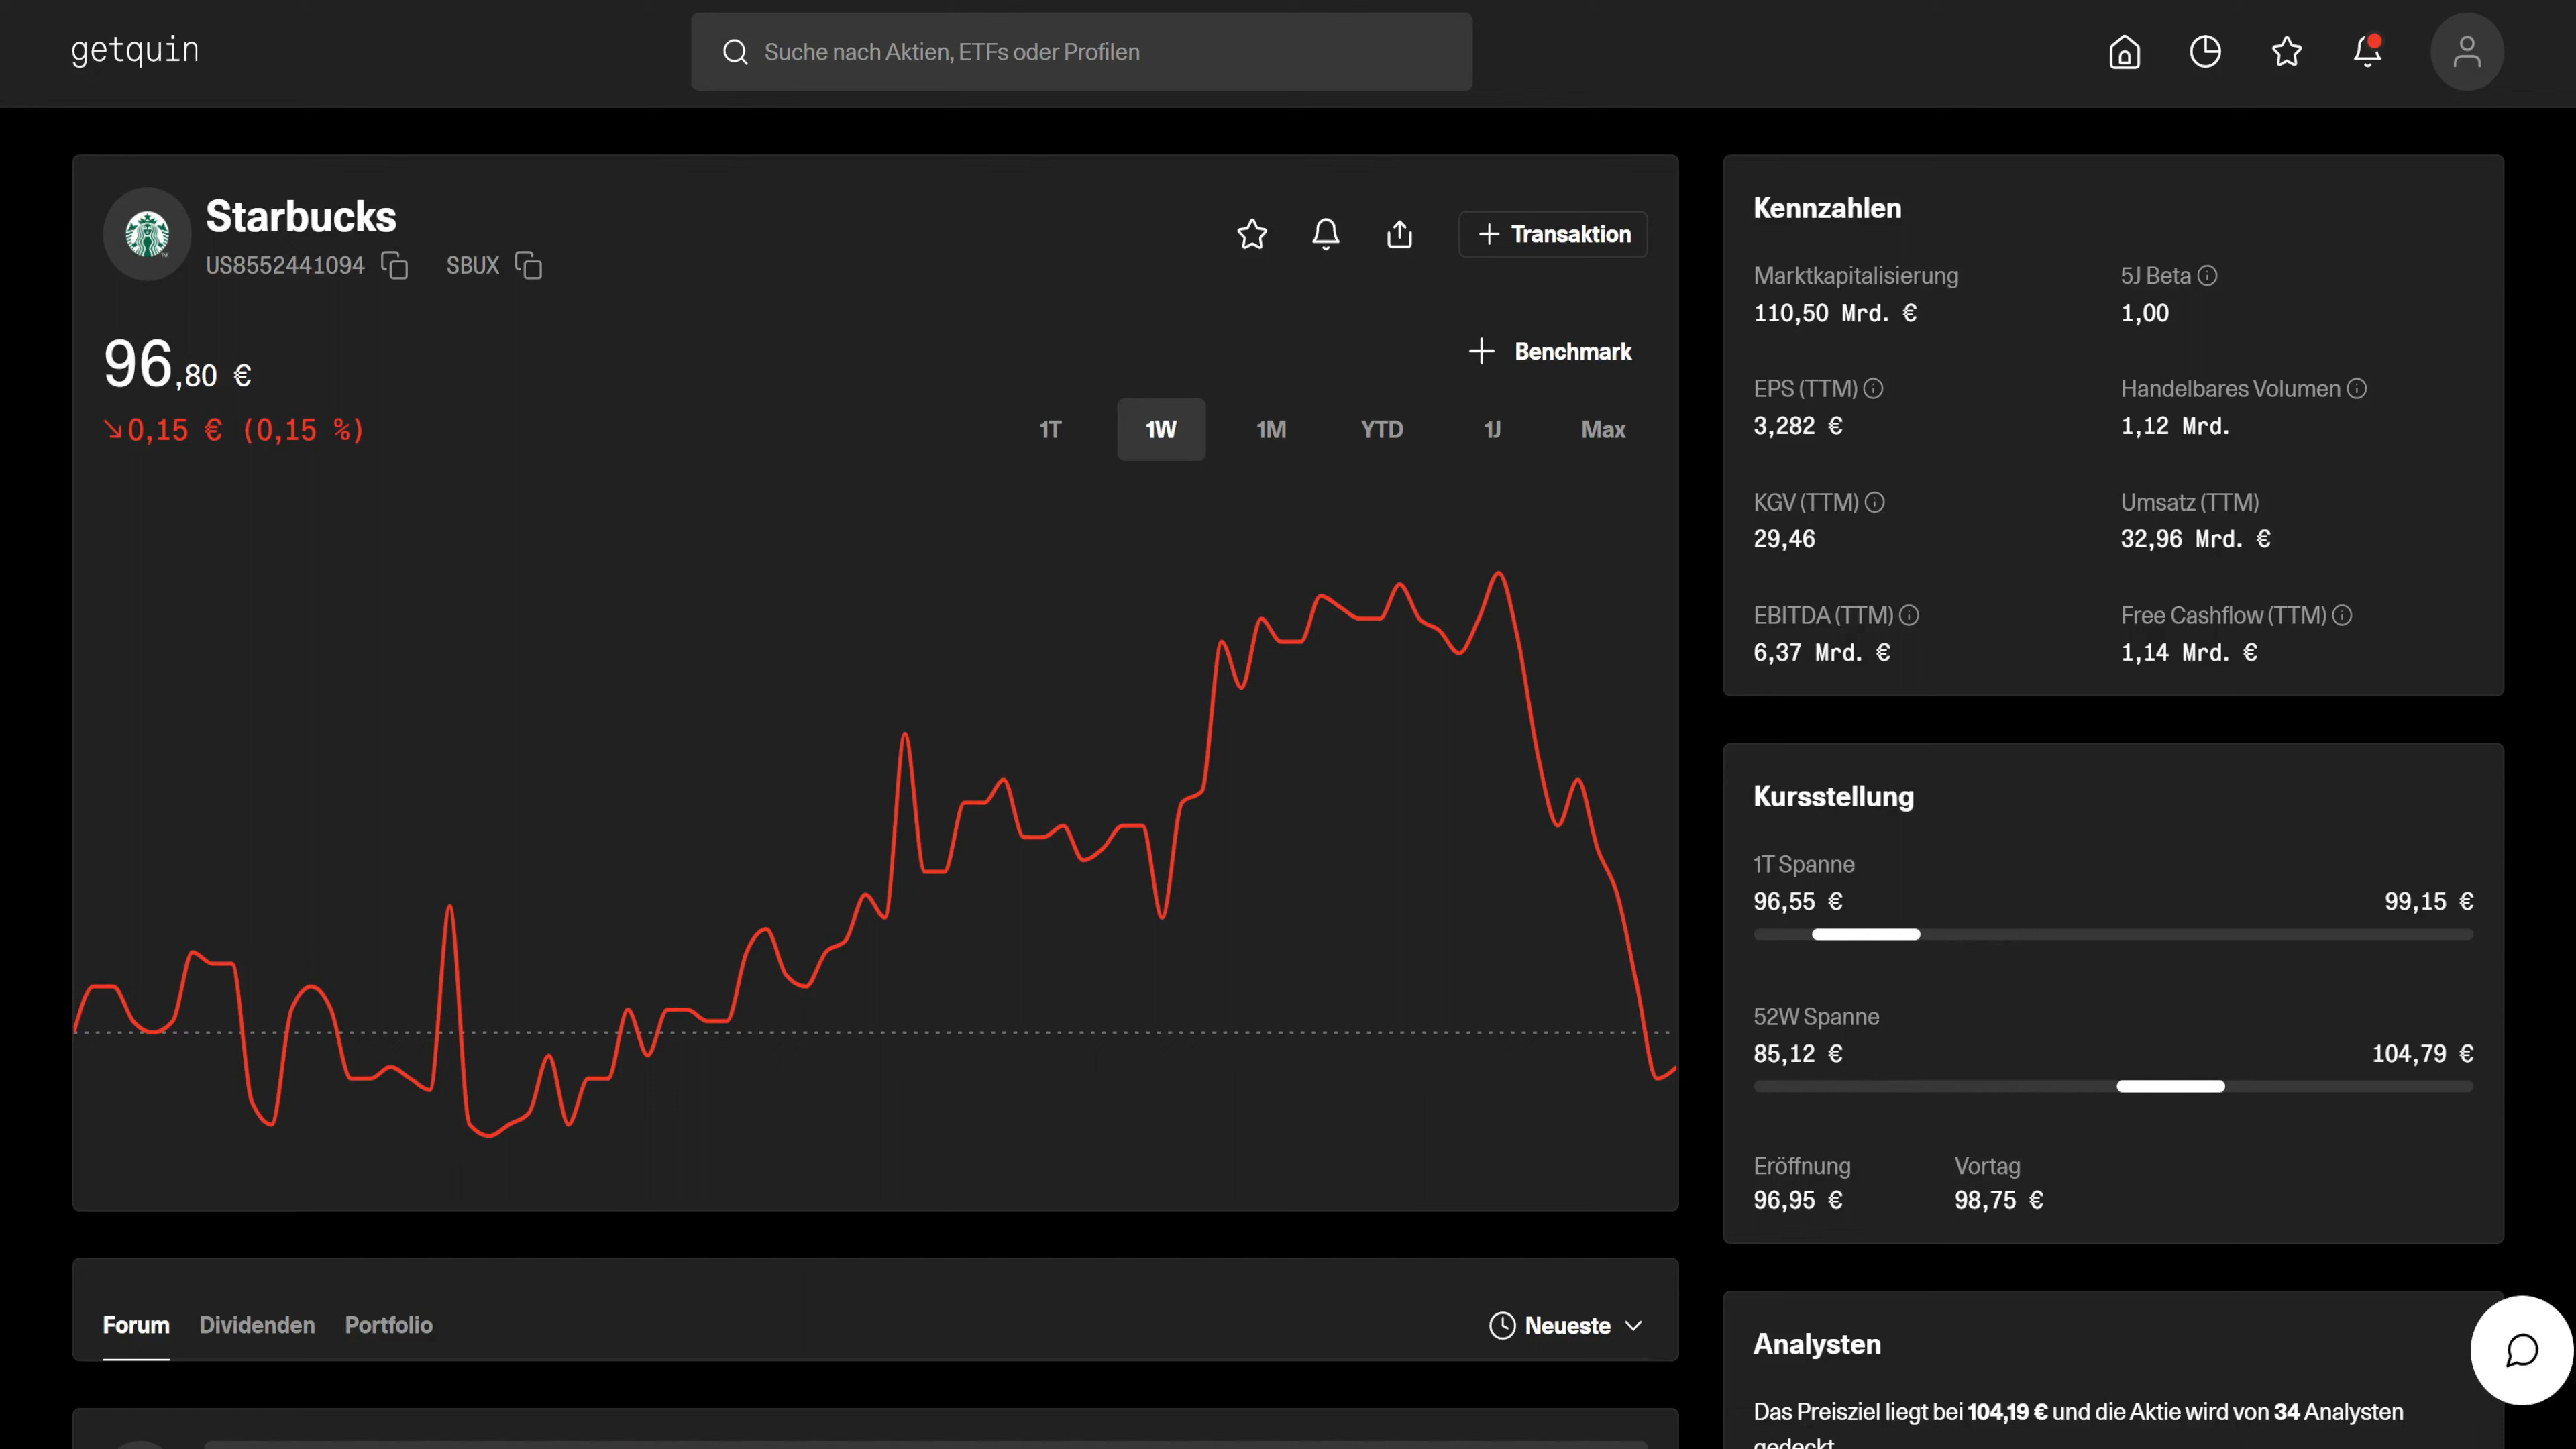 getquin
Suche nach Aktien, ETFs oder Profilen
Starbucks
US8552441094 SBUX
Transaktion
96,80 €
0,15 € (0,15 %)
Benchmark
1T 1W 1M YTD 1J Max
Forum Dividenden Portfolio
Neueste
Kennzahlen
Marktkapitalisierung 5J Beta
110,50 Mrd. € 1,00
EPS (TTM) Handelbares Volumen
3,282 € 1,12 Mrd.
KGV (TTM) Umsatz (TTM)
29,46 32,96 Mrd. €
EBITDA (TTM) Free Cashflow (TTM)
6,37 Mrd. € 1,14 Mrd. €
Kursstellung
1T Spanne
96,55 € 99,15 €
52W Spanne
85,12 € 104,79 €
Eröffnung Vortag
96,95 € 98,75 €
Analysten
Das Preisziel liegt bei 104,19 € und die Aktie wird von 34 Analysten
gedeckt